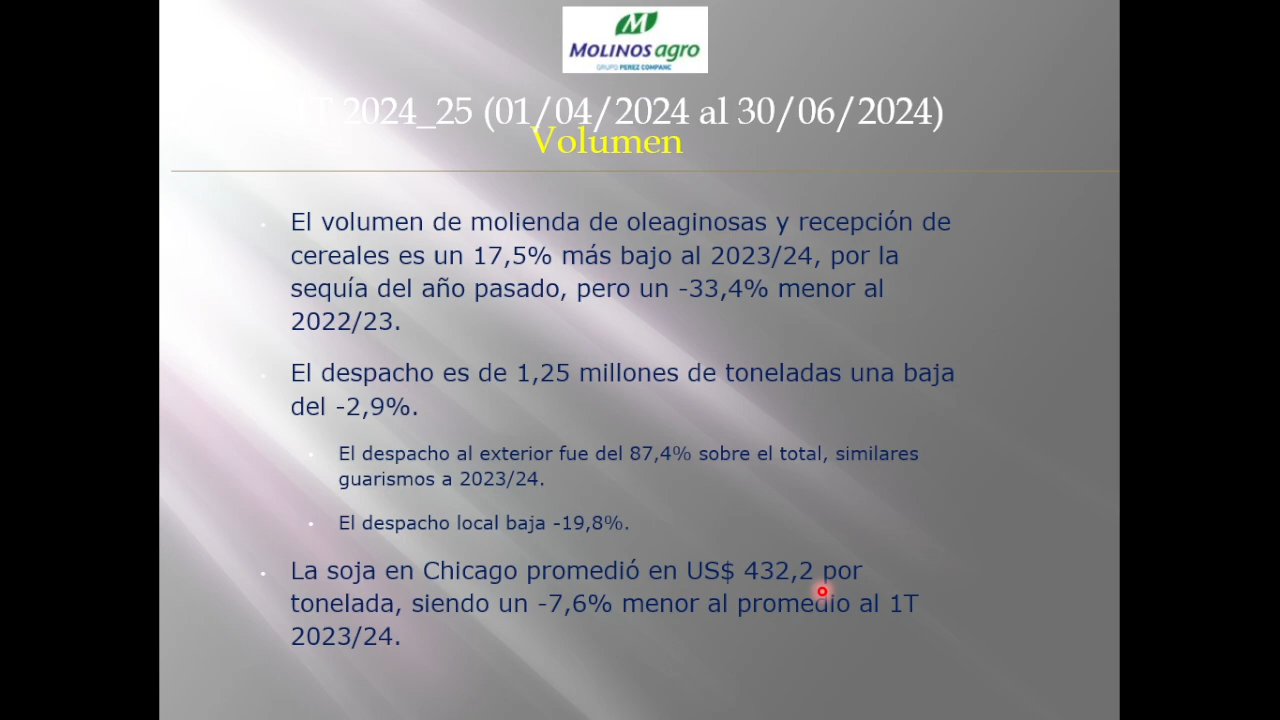 MOLINOS agro
GRUPO PEREZ COMPANC
1T 2024_25 (01/04/2024 al 30/06/2024)
Volumen
El volumen de molienda de oleaginosas y recepción de
cereales es un 17,5% más bajo al 2023/24, por la
sequía del año pasado, pero un -33,4% menor al
2022/23.
El despacho es de 1,25 millones de toneladas una baja
del -2,9%.
El despacho al exterior fue del 87,4% sobre el total, similares
guarismos a 2023/24.
El despacho local baja -19,8%.
La soja en Chicago promedió en US$ 432,2 por
tonelada, siendo un -7,6% menor al promedio al 1T
2023/24.